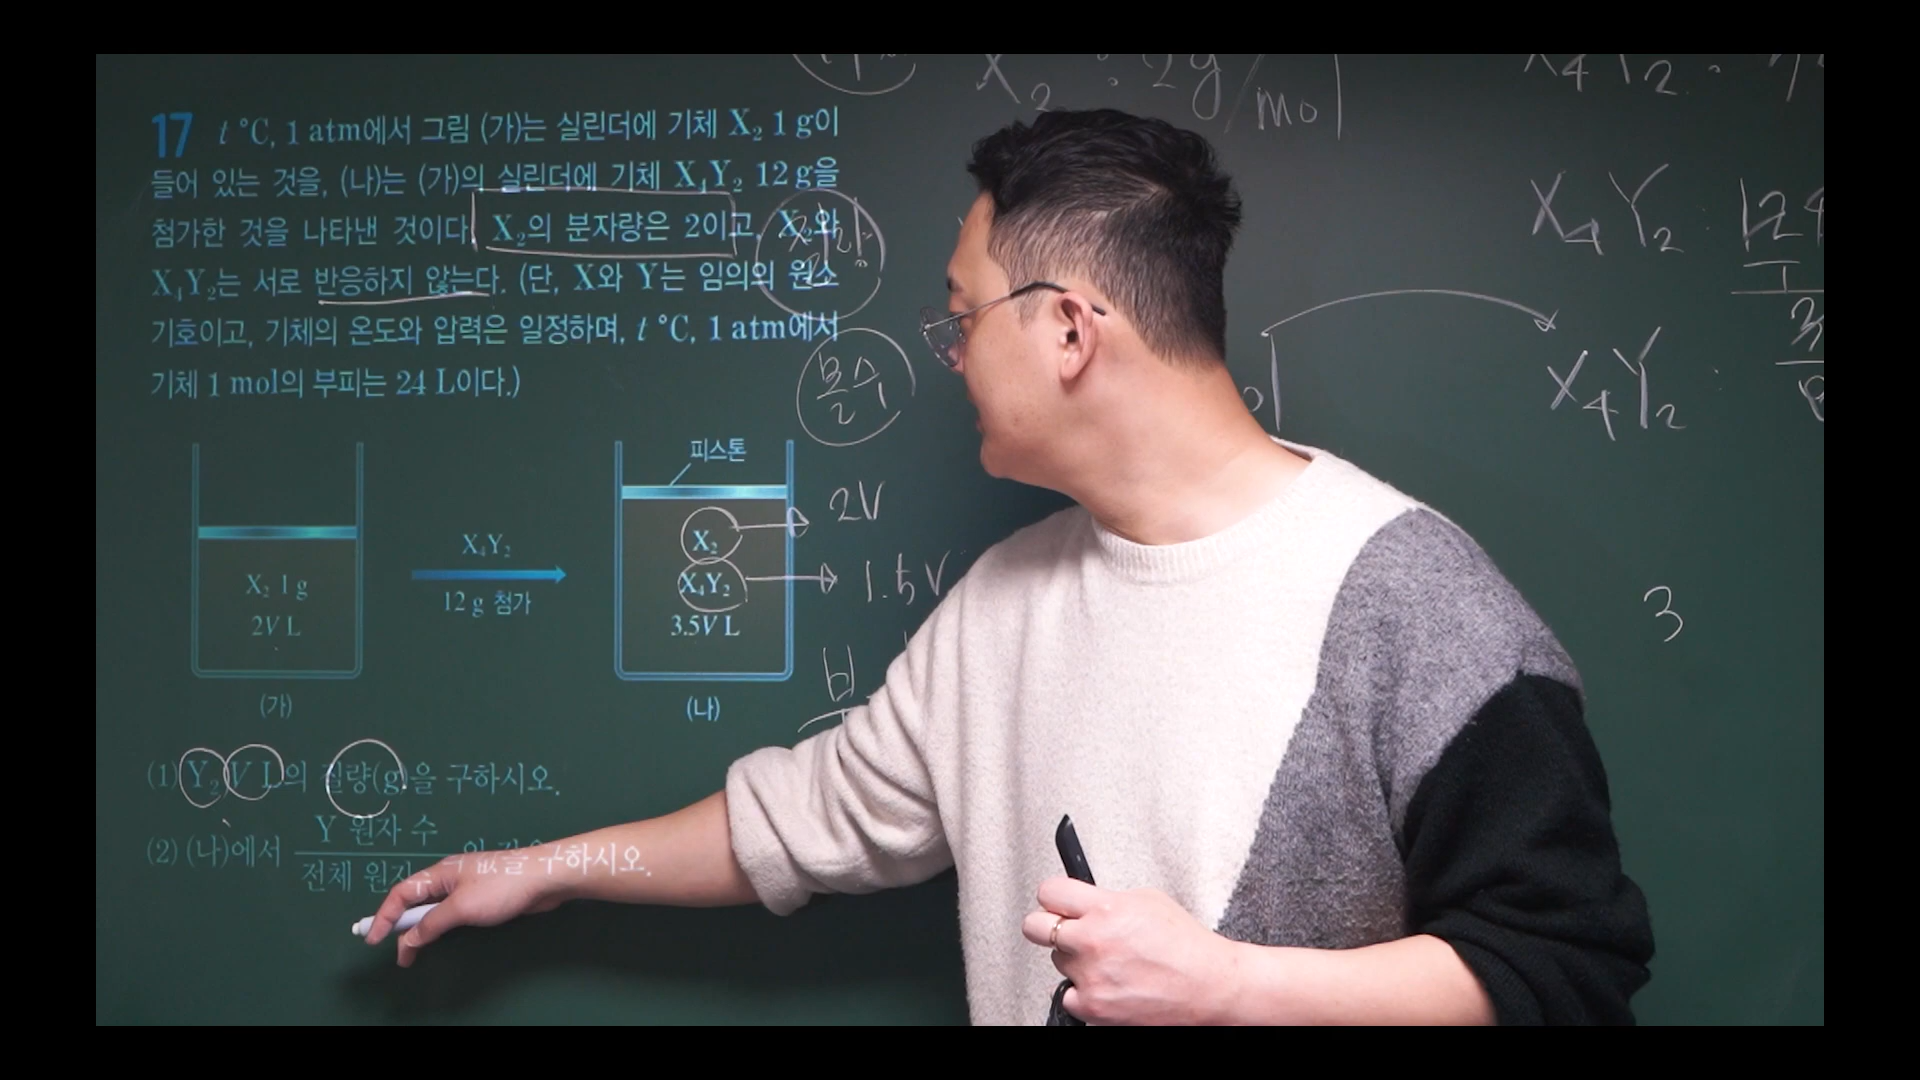 17 t ℃, 1 atm에서 그림 (가)는 실린더에 기체 X₂ 1 g이
들어 있는 것을, (나)는 (가)의 실린더에 기체 X₄Y₂ 12 g을
첨가한 것을 나타낸 것이다. X₂의 분자량은 2이고, X₂와
X₄Y₂는 서로 반응하지 않는다. (단, X와 Y는 임의의 원소
기호이고, 기체의 온도와 압력은 일정하며, t ℃, 1 atm에서
기체 1 mol의 부피는 24 L이다.)
X₂ 1 g
2V L
(가)
X₄Y₂
12 g 첨가
피스톤
X₂
X₄Y₂
3.5V L
(나)
(1) Y₂ V L의 질량(g)을 구하시오.
(2) (나)에서 Y 원자 수 / 전체 원자 수 의 값을 구하시오.
X₂ : 2g/mol
X₄Y₂ :
질량
몰수
2V
1.5V
부
X₄Y₂ :
X₄Y₂ :
3